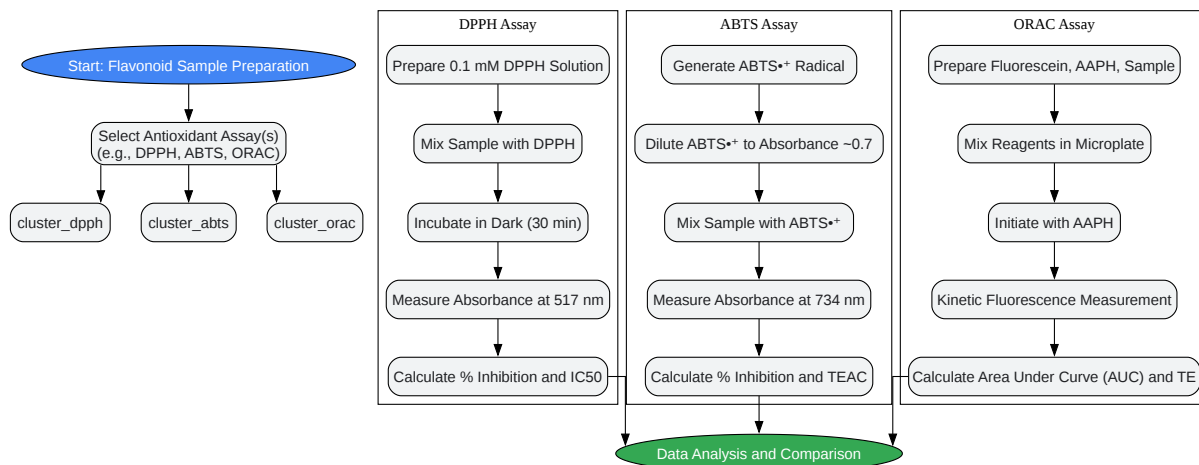 Start: Flavonoid Sample Preparation
Select Antioxidant Assay(s)
(e.g., DPPH, ABTS, ORAC)
cluster_dpph
cluster_abts
cluster_orac
DPPH Assay
Prepare 0.1 mM DPPH Solution
Mix Sample with DPPH
Incubate in Dark (30 min)
Measure Absorbance at 517 nm
Calculate % Inhibition and IC50
ABTS Assay
Generate ABTS•⁺ Radical
Dilute ABTS•⁺ to Absorbance ~0.7
Mix Sample with ABTS•⁺
Measure Absorbance at 734 nm
Calculate % Inhibition and TEAC
ORAC Assay
Prepare Fluorescein, AAPH, Sample
Mix Reagents in Microplate
Initiate with AAPH
Kinetic Fluorescence Measurement
Calculate Area Under Curve (AUC) and TE
Data Analysis and Comparison